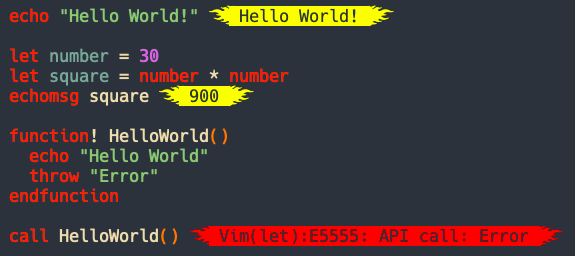 echo "Hello World!" Hello World!
let number = 30
let square = number * number
echomsg square 900
function! HelloWorld()
  echo "Hello World"
  throw "Error"
endfunction
call HelloWorld() Vim(let):E5555: API call: Error